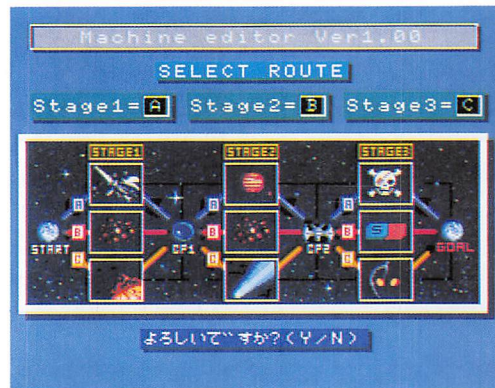 Machine editor Ver1.00
SELECT ROUTE
Stage1=A Stage2=B Stage3=C
STAGE1 STAGE2 STAGE3
A A A
START B CP1 B CP2 B S GOAL
C C C
よろしいですか?(Y/N)